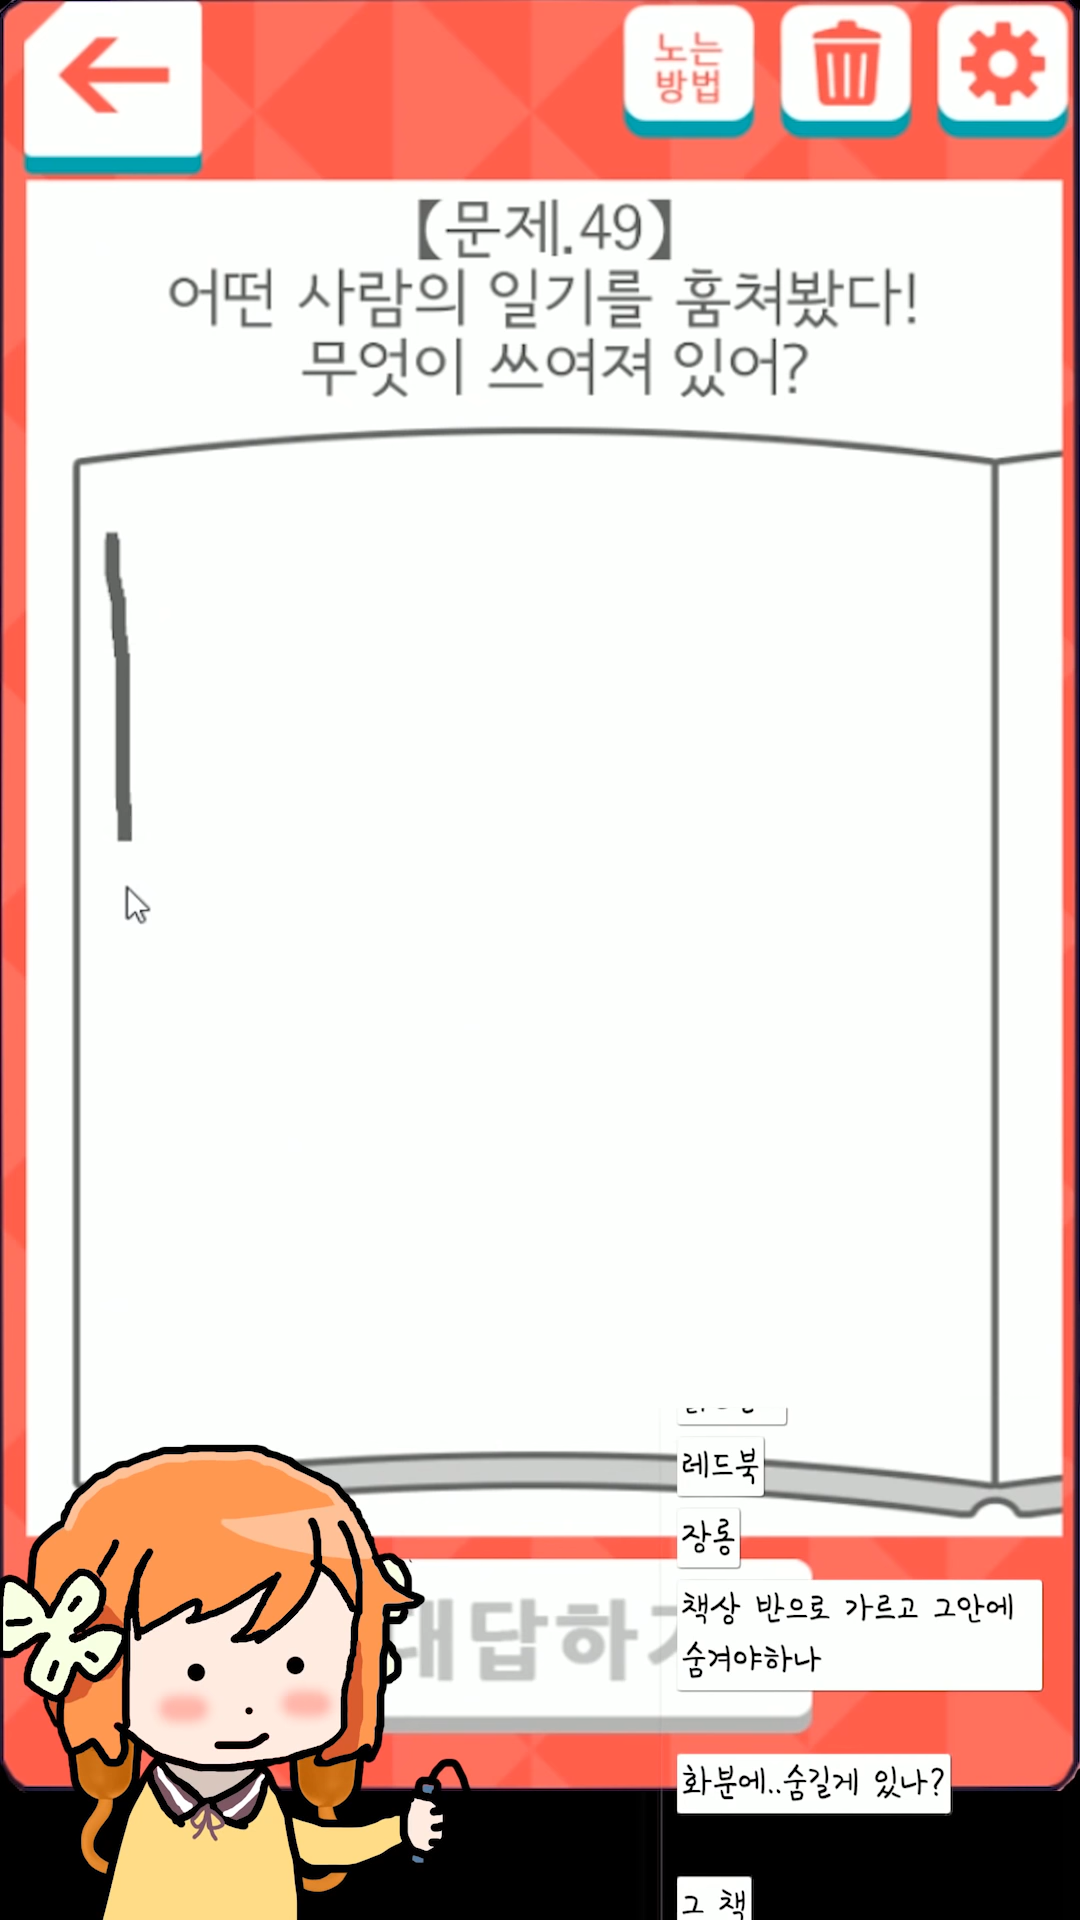 노는
방법
【문제.49】
어떤 사람의 일기를 훔쳐봤다!
무엇이 쓰여져 있어?
레드북
장롱
대답하기
책상 반으로 가르고 그안에
숨겨야하나
화분에..숨길게 있나?
그 책